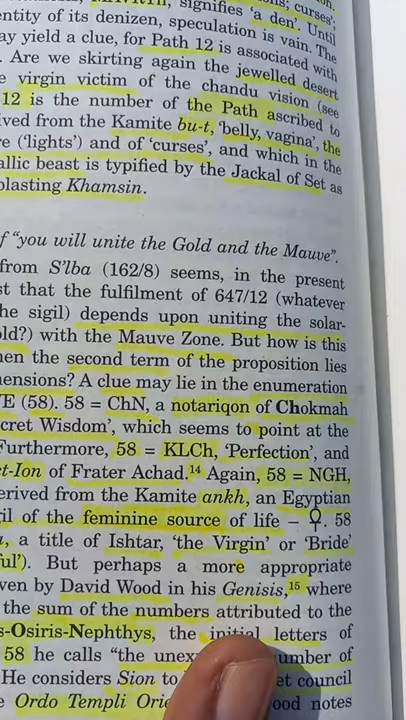 signifies 'a den'. Until
entity of its denizen, speculation is vain. The
ay yield a clue, for Path 12 is associated with
. Are we skirting again the jewelled desert
e virgin victim of the chandu vision (see
12 is the number of the Path ascribed to
ived from the Kamite bu-t, 'belly, vagina', the
re ('lights') and of 'curses', and which in the
allic beast is typified by the Jackal of Set as
blasting Khamsin.
f "you will unite the Gold and the Mauve".
from S'lba (162/8) seems, in the present
st that the fulfilment of 647/12 (whatever
he sigil) depends upon uniting the solar-
old?) with the Mauve Zone. But how is this
hen the second term of the proposition lies
mensions? A clue may lie in the enumeration
E (58). 58 = ChN, a notariqon of Chokmah
cret Wisdom', which seems to point at the
Furthermore, 58 = KLCh, 'Perfection', and
t-Ion of Frater Achad.14 Again, 58 = NGH,
erived from the Kamite ankh, an Egyptian
il of the feminine source of life – ♀. 58
, a title of Ishtar, 'the Virgin' or 'Bride'
ful'). But perhaps a more appropriate
ven by David Wood in his Genisis,15 where
the sum of the numbers attributed to the
s-Osiris-Nephthys, the initial letters of
58 he calls "the unex umber of
He considers Sion to et council
e Ordo Templi Orie ood notes